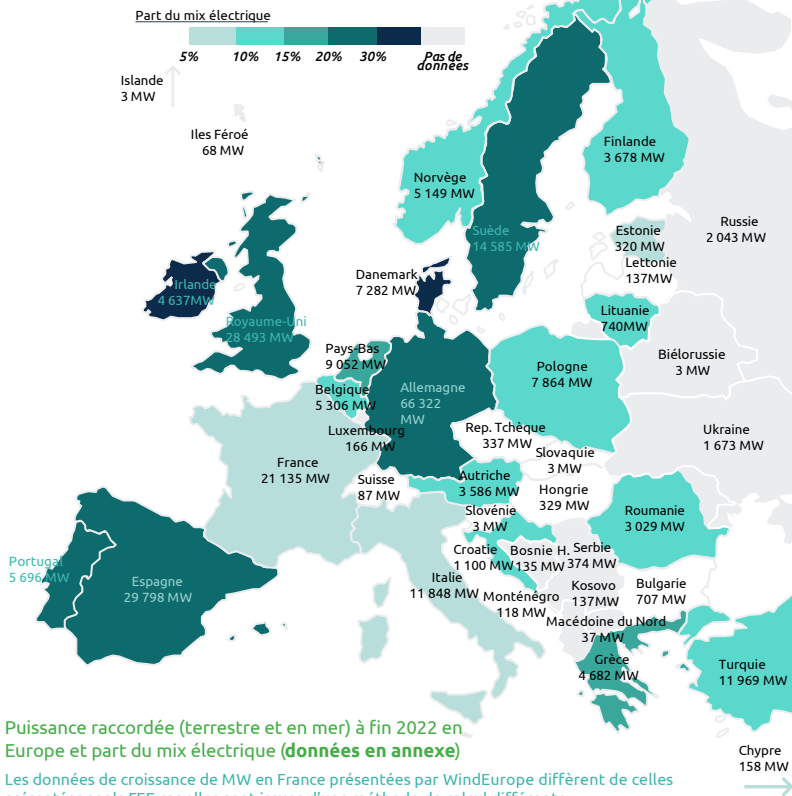 Part du mix électrique
5% 10% 15% 20% 30% Pas de
données
Islande
3 MW
Iles Féroé
68 MW
Finlande
3 678 MW
Norvège
5 149 MW
Russie
2 043 MW
Suède
14 585 MW
Estonie
320 MW
Lettonie
137MW
Danemark
7 282 MW
Irlande
4 637MW
Lituanie
740MW
Royaume-Uni
28 493 MW
Pays-Bas
9 052 MW
Biélorussie
3 MW
Pologne
7 864 MW
Belgique
5 306 MW
Allemagne
66 322
MW
Luxembourg
166 MW
Rep. Tchèque
337 MW
Ukraine
1 673 MW
Slovaquie
3 MW
France
21 135 MW
Suisse
87 MW
Autriche
3 586 MW
Hongrie
329 MW
Slovénie
3 MW
Roumanie
3 029 MW
Croatie
1 100 MW
Bosnie H.
135 MW
Serbie
374 MW
Portugal
5 696 MW
Espagne
29 798 MW
Italie
11 848 MW
Monténégro
118 MW
Kosovo
137MW
Bulgarie
707 MW
Macédoine du Nord
37 MW
Grèce
4 682 MW
Turquie
11 969 MW
Puissance raccordée (terrestre et en mer) à fin 2022 en
Europe et part du mix électrique (données en annexe)
Chypre
158 MW
Les données de croissance de MW en France présentées par WindEurope diffèrent de celles